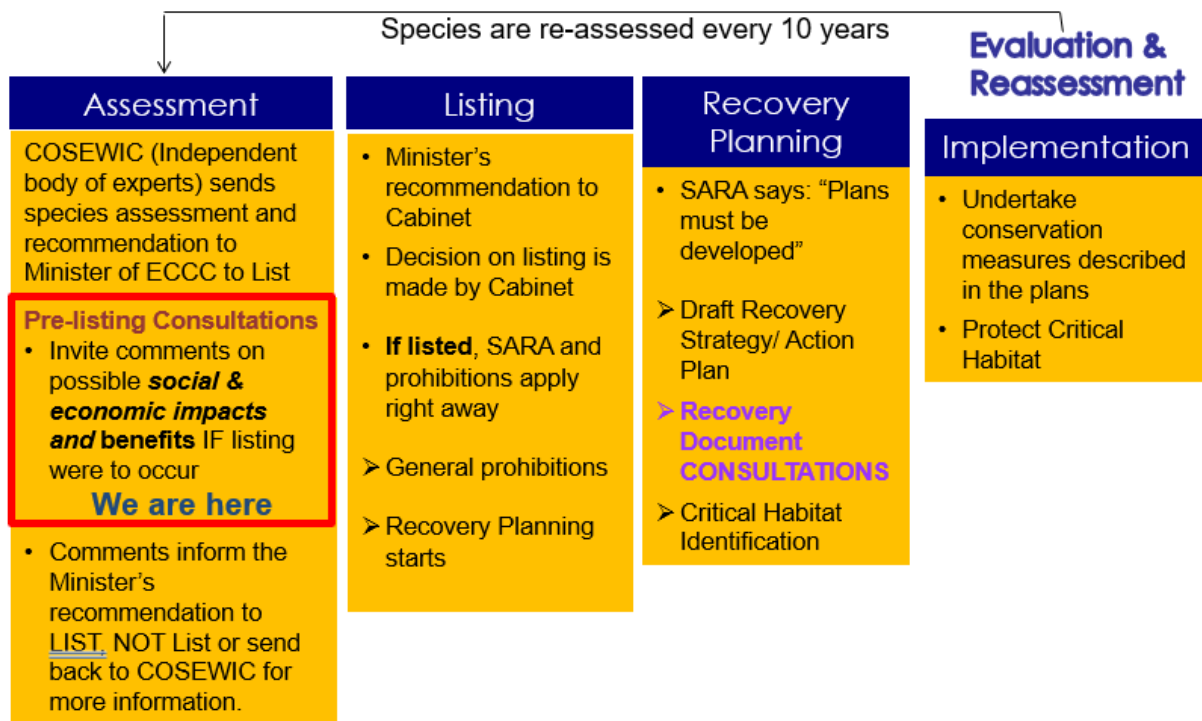 Species are re-assessed every 10 years
Evaluation &
Reassessment
Assessment
COSEWIC (Independent
body of experts) sends
species assessment and
recommendation to
Minister of ECCC to List
Pre-listing Consultations
• Invite comments on
possible social &
economic impacts
and benefits IF listing
were to occur
We are here
• Comments inform the
Minister’s
recommendation to
LIST, NOT List or send
back to COSEWIC for
more information.
Listing
• Minister’s
recommendation to
Cabinet
• Decision on listing is
made by Cabinet
• If listed, SARA and
prohibitions apply
right away
➢ General prohibitions
➢ Recovery Planning
starts
Recovery
Planning
• SARA says: “Plans
must be
developed”
➢ Draft Recovery
Strategy/ Action
Plan
➢ Recovery
Document
CONSULTATIONS
➢ Critical Habitat
Identification
Implementation
• Undertake
conservation
measures described
in the plans
• Protect Critical
Habitat